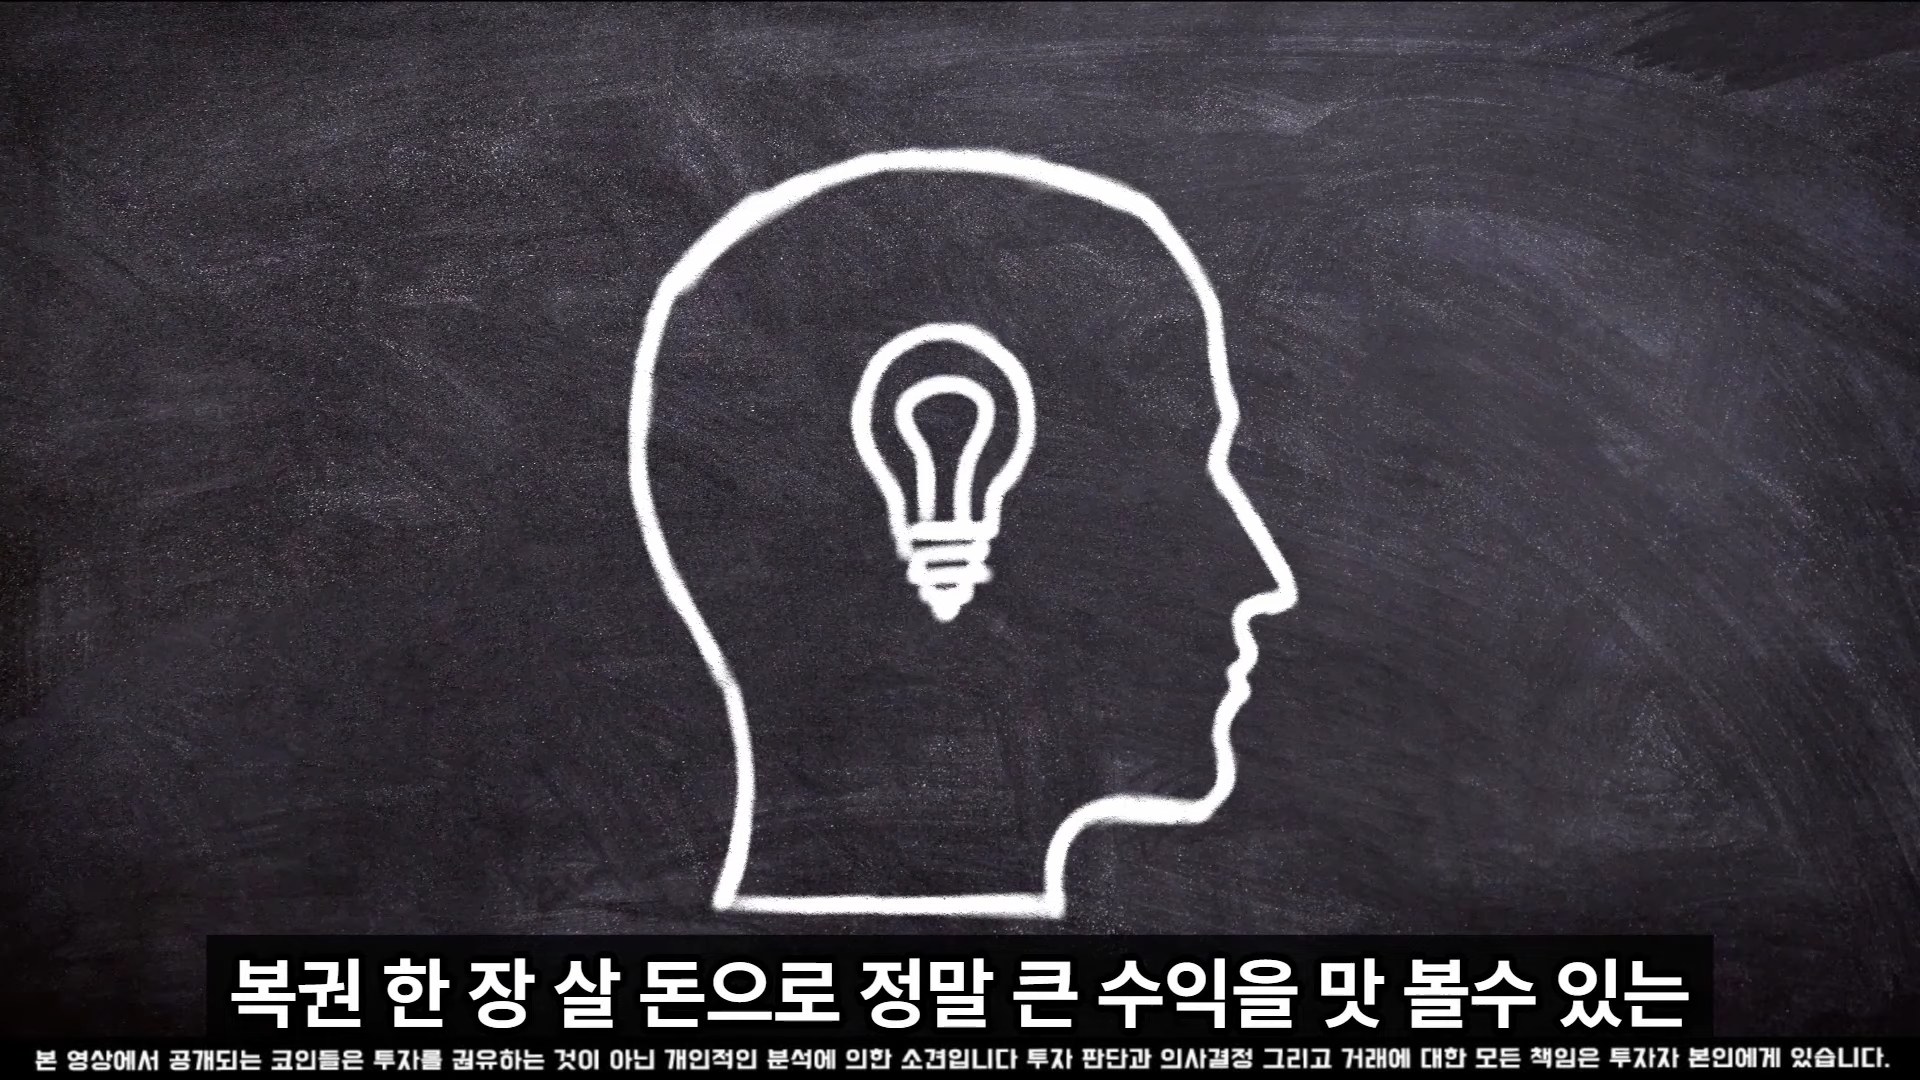 복권 한 장 살 돈으로 정말 큰 수익을 맛 볼수 있는
본 영상에서 공개되는 코인들은 투자를 권유하는 것이 아닌 개인적인 분석에 의한 소견입니다 투자 판단과 의사결정 그리고 거래에 대한 모든 책임은 투자자 본인에게 있습니다.